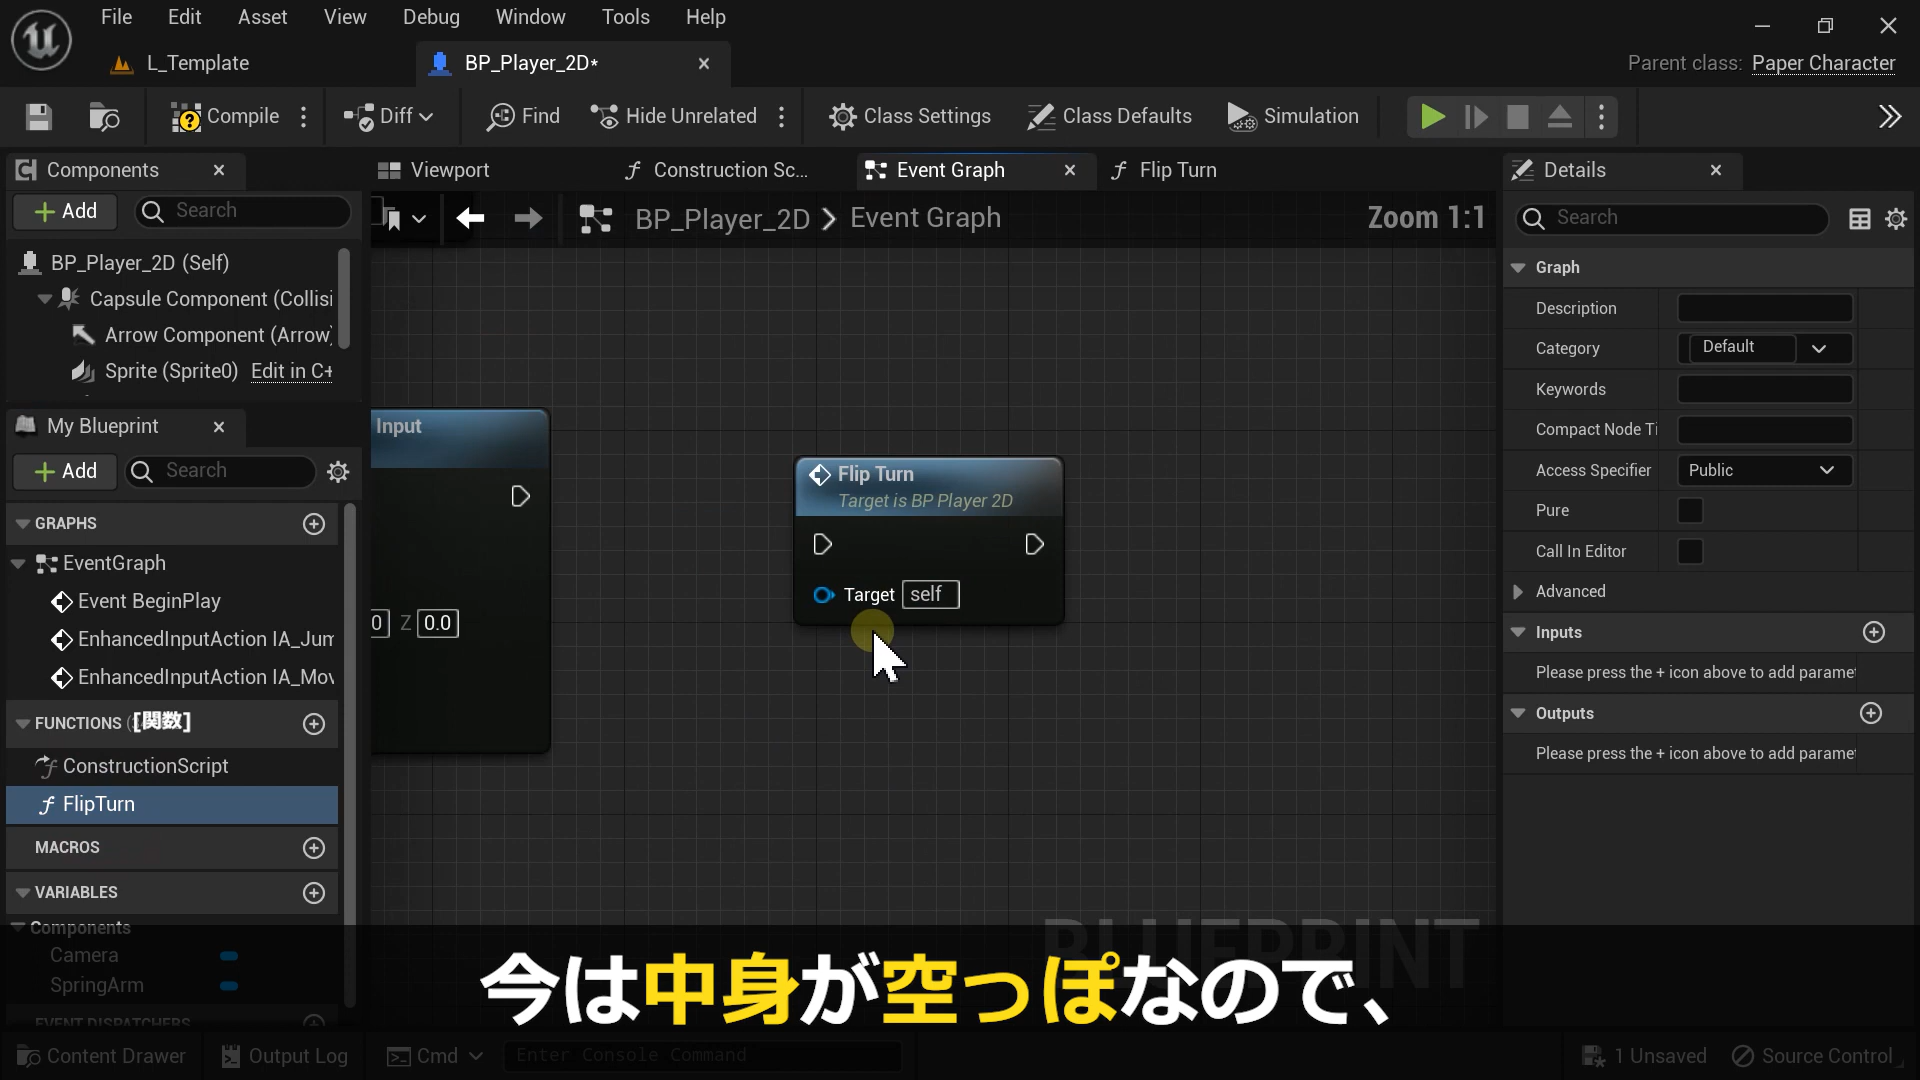 File Edit Asset View Debug Window Tools Help
L_Template
BP_Player_2D*
Parent class: Paper Character
Compile
Diff
Find
Hide Unrelated
Class Settings
Class Defaults
Simulation
Components
Viewport
Construction Sc...
Event Graph
Flip Turn
Details
Add
Search
BP_Player_2D
Event Graph
Zoom 1:1
Search
BP_Player_2D (Self)
Capsule Component (Collisi
Arrow Component (Arrow)
Sprite (Sprite0) Edit in C+
My Blueprint
Add
Search
GRAPHS
EventGraph
Event BeginPlay
EnhancedInputAction IA_Jum
EnhancedInputAction IA_Mov
FUNCTIONS [関数]
ConstructionScript
FlipTurn
MACROS
VARIABLES
Components
Camera
SpringArm
EVENT DISPATCHERS
Input
0 Z 0.0
Flip Turn
Target is BP Player 2D
Target self
Graph
Description
Category Default
Keywords
Compact Node Ti
Access Specifier Public
Pure
Call In Editor
Advanced
Inputs
Please press the + icon above to add parame
Outputs
Please press the + icon above to add parame
BLUEPRINT
今は中身が空っぽなので、
Content Drawer
Output Log
Cmd
Enter Console Command
1 Unsaved
Source Control